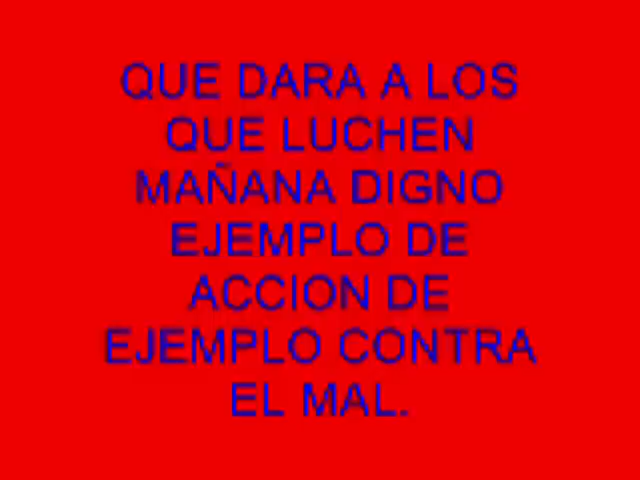 QUE DARA A LOS
QUE LUCHEN
MAÑANA DIGNO
EJEMPLO DE
ACCION DE
EJEMPLO CONTRA
EL MAL.